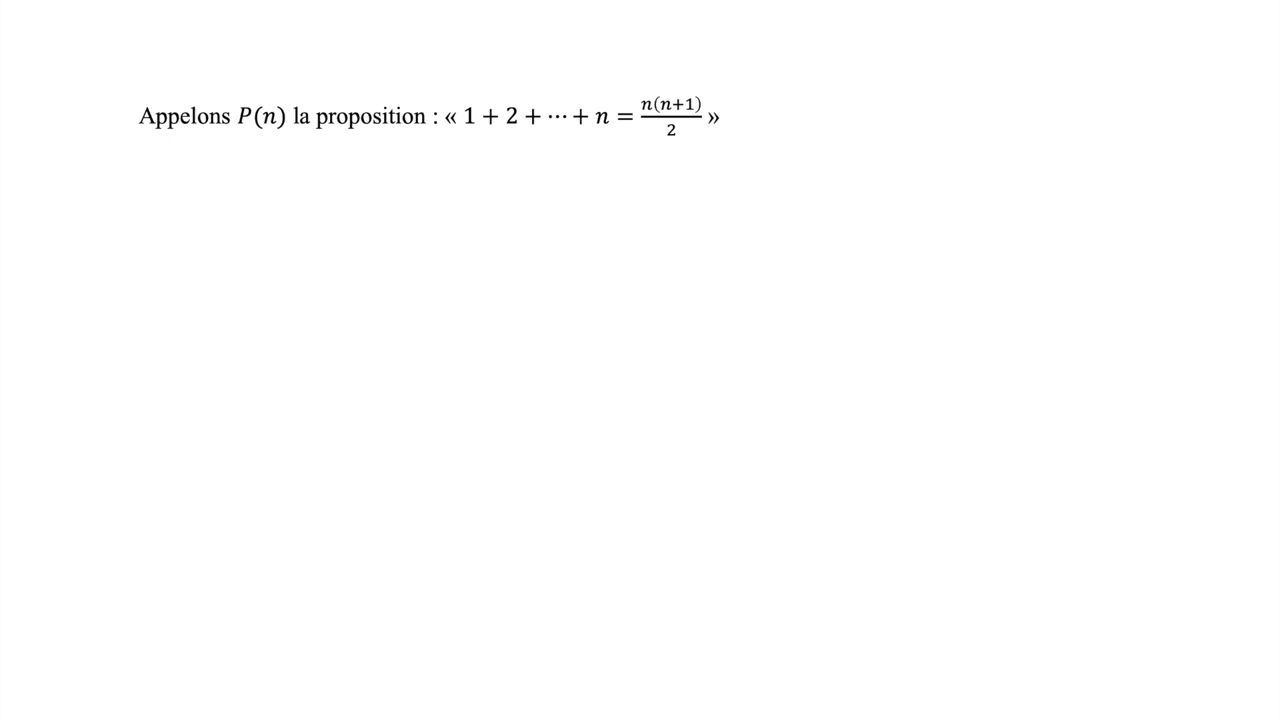 Appelons P(n) la proposition : « 1 + 2 + ⋯ + n = n(n+1)/2 »